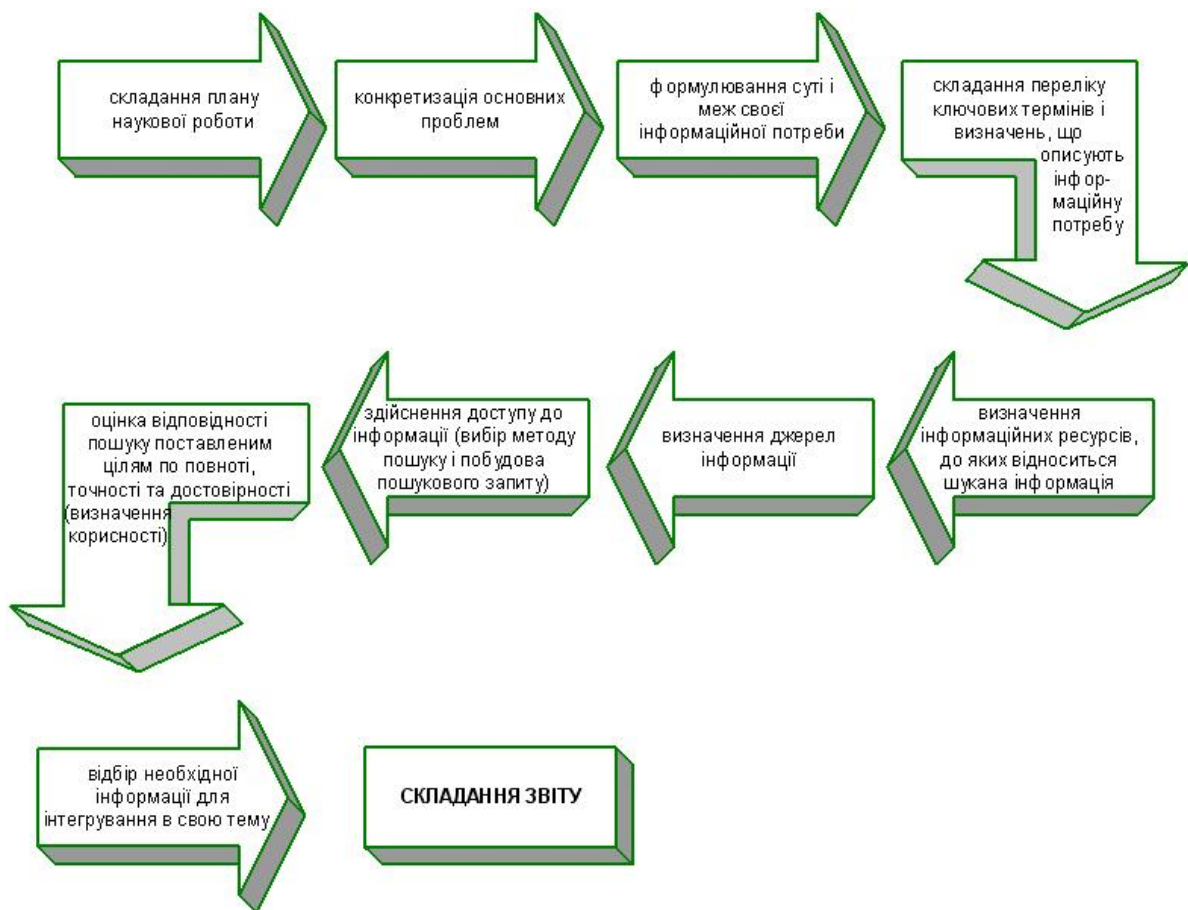 складання плану
наукової роботи
конкретизація основних
проблем
формулювання суті і
меж своєї
інформаційної потреби
складання переліку
ключових термінів і
визначень, що
описують
інфор-
маційну
потребу
визначення
інформаційних ресурсів,
до яких відноситься
шукана інформація
визначення джерел
інформації
здійснення доступу до
інформації (вибір методу
пошуку і побудова
пошукового запиту)
оцінка відповідності
пошуку поставленим
цілям по повноті,
точності та достовірності
(визначення
корисності)
відбір необхідної
інформації для
інтегрування в свою тему
СКЛАДАННЯ ЗВІТУ